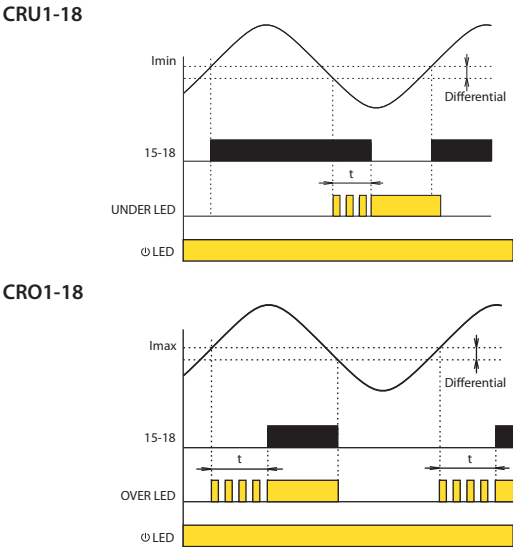 CRU1-18
Imin
Differential
15-18
t
UNDER LED
⏻ LED
CRO1-18
Imax
Differential
15-18
t t
OVER LED
⏻ LED